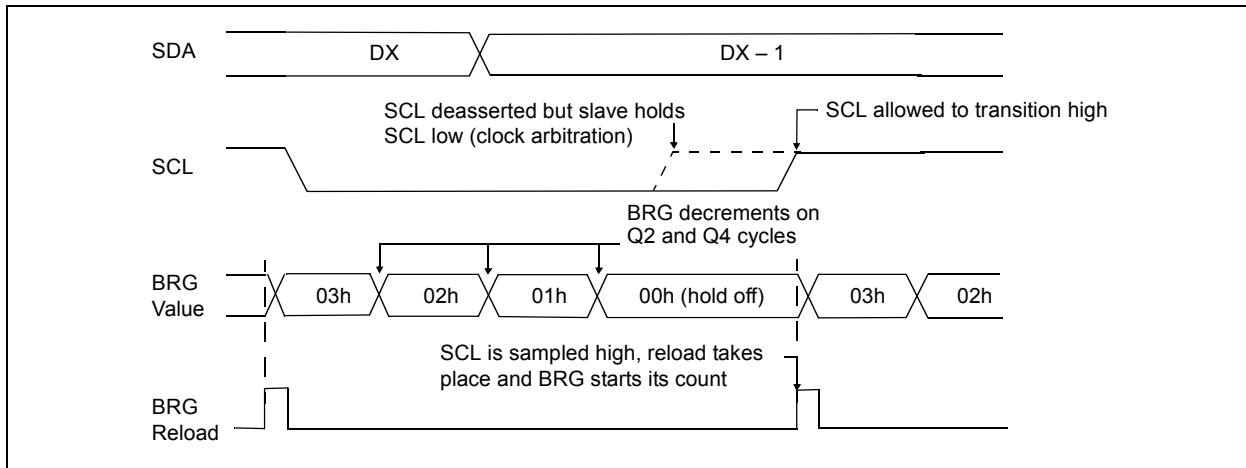 SDA
DX
DX – 1
SCL deasserted but slave holds
SCL low (clock arbitration)
SCL allowed to transition high
SCL
BRG decrements on
Q2 and Q4 cycles
BRG
Value
03h
02h
01h
00h (hold off)
03h
02h
SCL is sampled high, reload takes
place and BRG starts its count
BRG
Reload